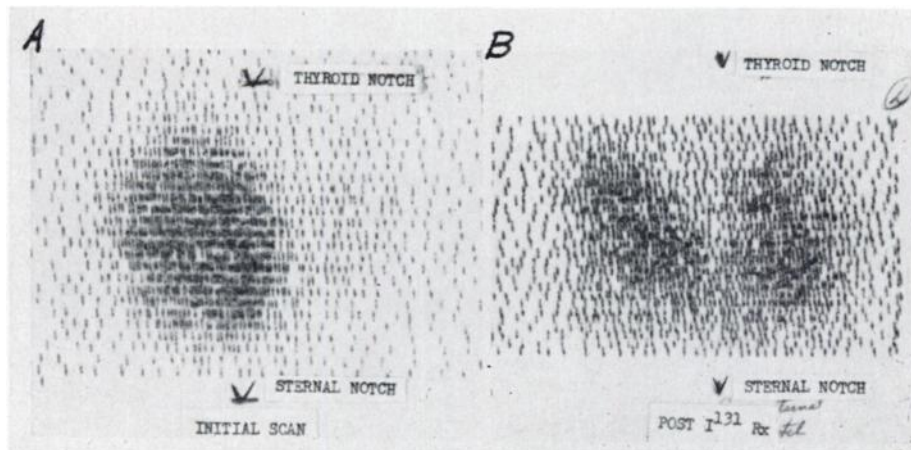 A
THYROID NOTCH
STERNAL NOTCH
INITIAL SCAN
B
THYROID NOTCH
STERNAL NOTCH
POST I131 Rx